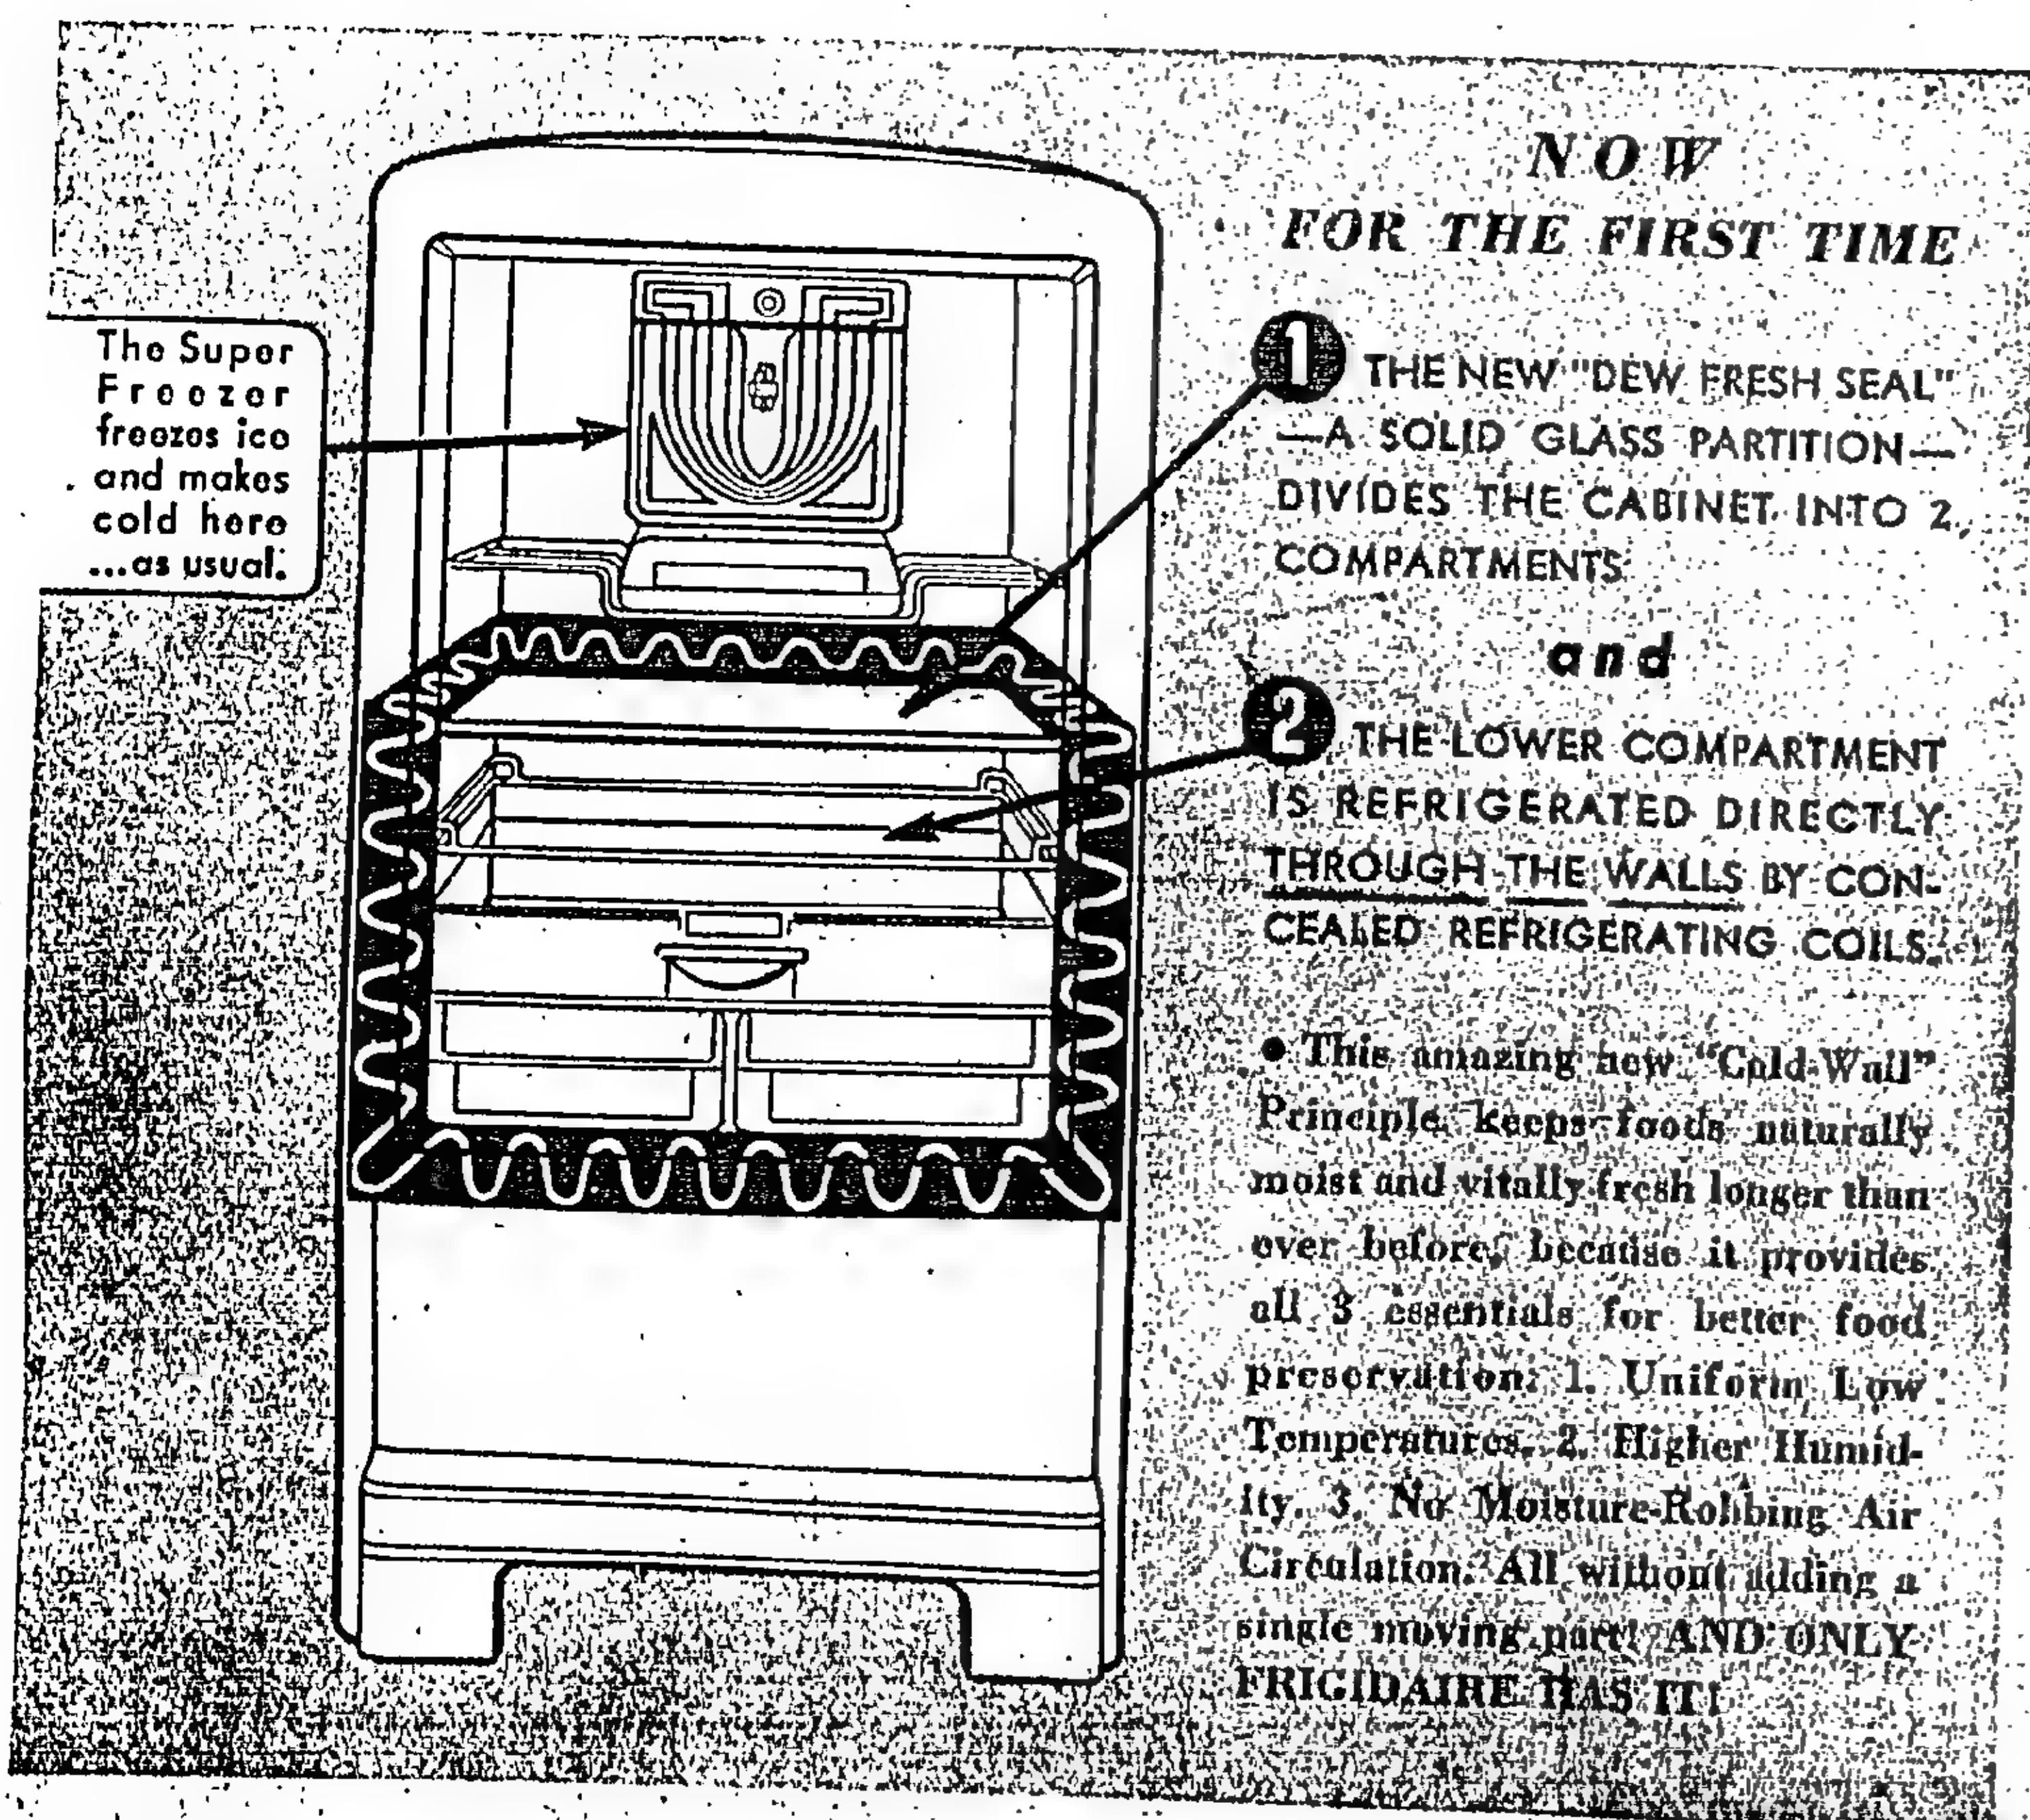 The Super
Freezer
freezes ice
and makes
cold here
...as usual.
NOW
FOR THE FIRST TIME
1 THE NEW "DEW FRESH SEAL"
—A SOLID GLASS PARTITION—
DIVIDES THE CABINET INTO 2
COMPARTMENTS
and
2 THE LOWER COMPARTMENT
IS REFRIGERATED DIRECTLY
THROUGH THE WALLS BY CON-
CEALED REFRIGERATING COILS.
• This amazing new "Cold-Wall"
Principle keeps foods naturally
moist and vitally fresh longer than
ever before, because it provides
all 3 essentials for better food
preservation: 1. Uniform Low
Temperatures. 2. Higher Humid-
ity. 3. No Moisture-Robbing Air
Circulation. All without adding a
single moving part! AND ONLY
FRIGIDAIRE HAS IT!